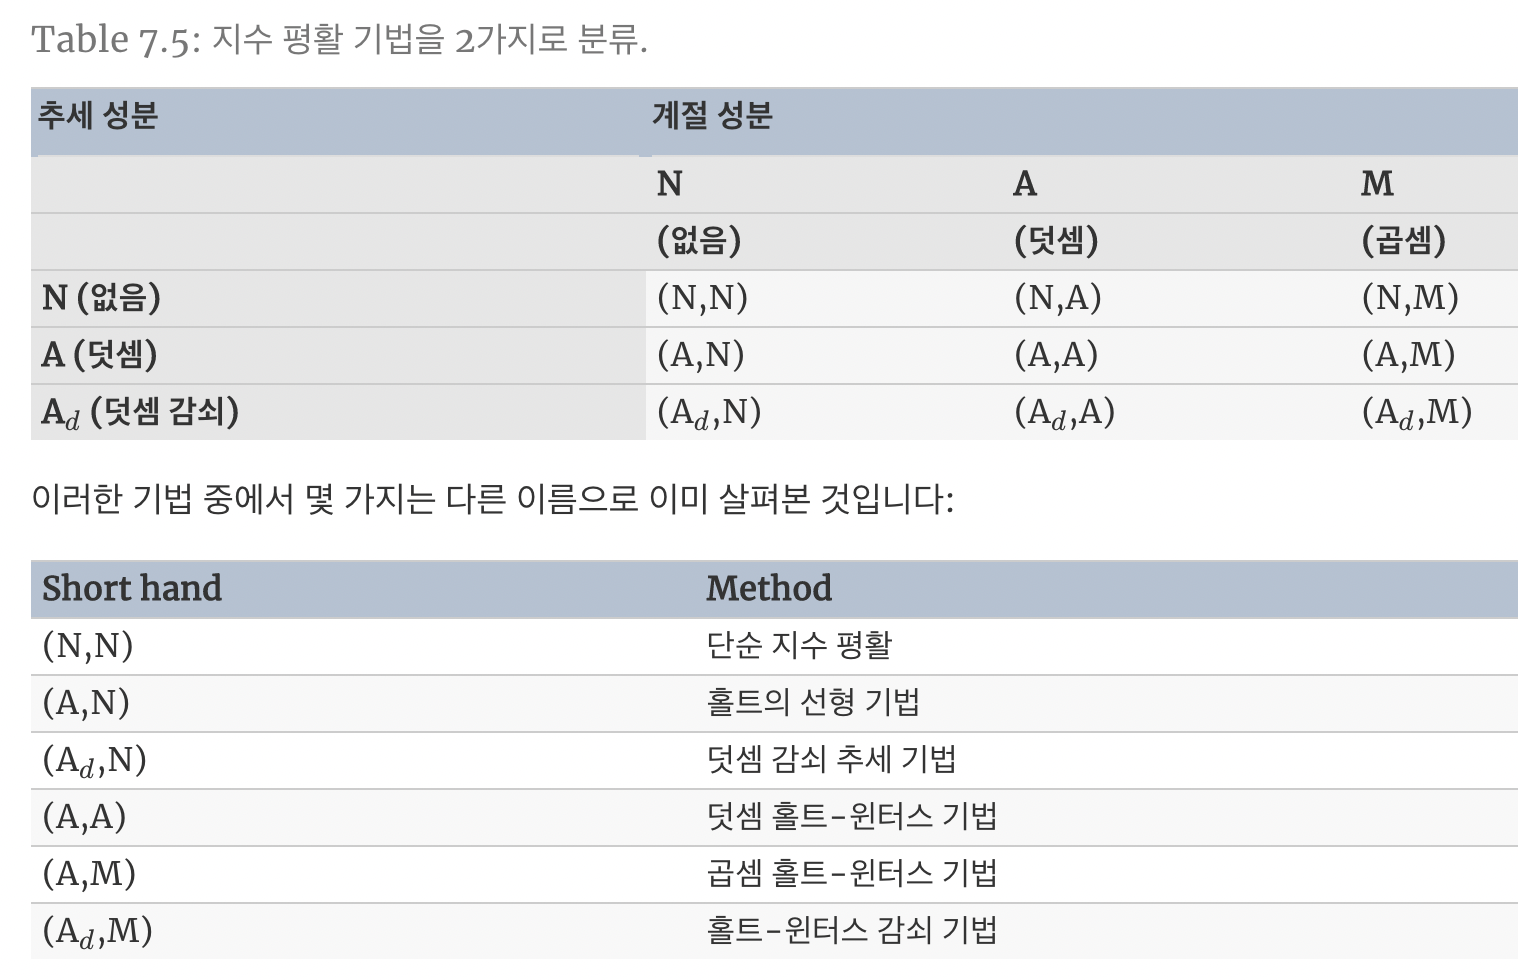 Table 7.5: 지수 평활 기법을 2가지로 분류.
추세 성분 계절 성분
N A M
(없음) (덧셈) (곱셈)
N (없음) (N,N) (N,A) (N,M)
A (덧셈) (A,N) (A,A) (A,M)
A_d (덧셈 감쇠) (A_d,N) (A_d,A) (A_d,M)
이러한 기법 중에서 몇 가지는 다른 이름으로 이미 살펴본 것입니다:
Short hand Method
(N,N) 단순 지수 평활
(A,N) 홀트의 선형 기법
(A_d,N) 덧셈 감쇠 추세 기법
(A,A) 덧셈 홀트-윈터스 기법
(A,M) 곱셈 홀트-윈터스 기법
(A_d,M) 홀트-윈터스 감쇠 기법